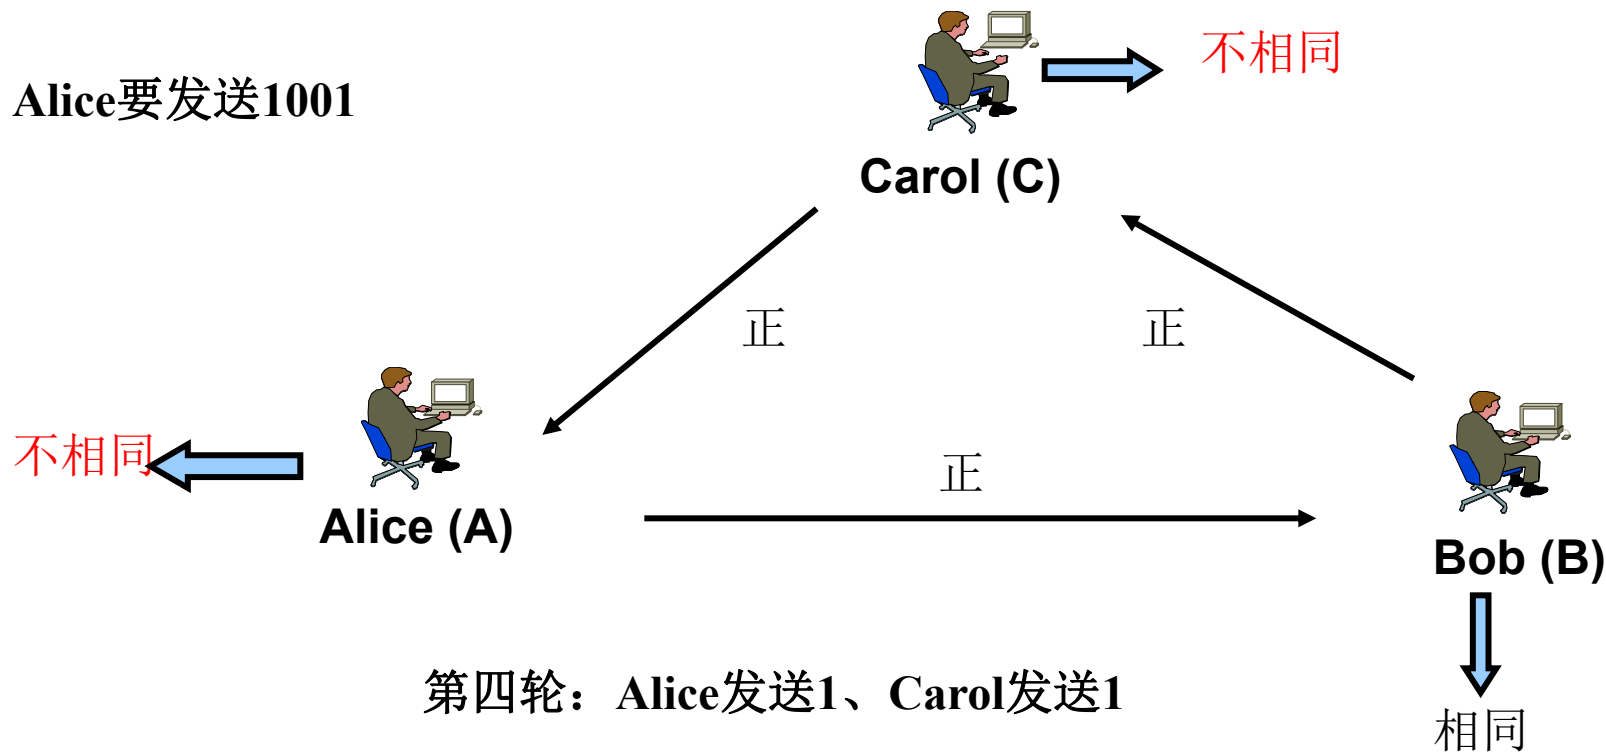 不相同
Alice要发送1001
Carol (C)
正
正
不相同
正
Alice (A)
Bob (B)
第四轮：Alice发送1、Carol发送1
相同